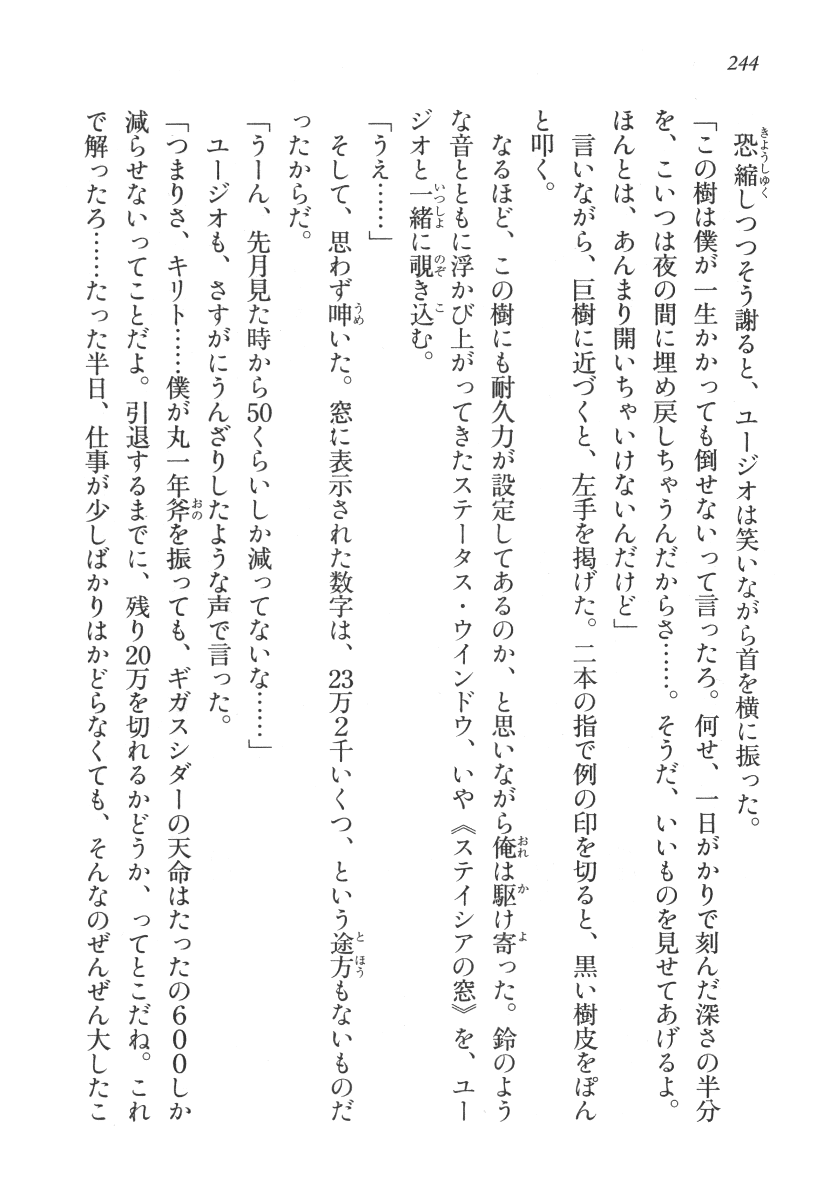 244
恐縮しつつそう謝ると、ユージオは笑いながら首を横に振った。
「この樹は僕が一生かかっても倒せないって言ったろ。何せ、一日がかりで刻んだ深さの半分
を、こいつは夜の間に埋め戻しちゃうんだからさ……。そうだ、いいものを見せてあげるよ。
ほんとは、あんまり開いちゃいけないんだけど」
言いながら、巨樹に近づくと、左手を掲げた。二本の指で例の印を切ると、黒い樹皮をぽん
と叩く。
なるほど、この樹にも耐久力が設定してあるのか、と思いながら俺は駆け寄った。鈴のよう
な音とともに浮かび上がってきたステータス・ウインドウ、いや《ステイシアの窓》を、ユー
ジオと一緒に覗き込む。
「うえ……」
そして、思わず呻いた。窓に表示された数字は、23万2千いくつ、という途方もないものだ
ったからだ。
「うーん、先月見た時から50くらいしか減ってないな……」
ユージオも、さすがにうんざりしたような声で言った。
「つまりさ、キリト……僕が丸一年斧を振っても、ギガスシダーの天命はたったの600しか
減らせないってことだよ。引退するまでに、残り20万を切れるかどうか、ってとこだね。これ
で解ったろ……たった半日、仕事が少しばかりはかどらなくても、そんなのぜんぜん大したこ